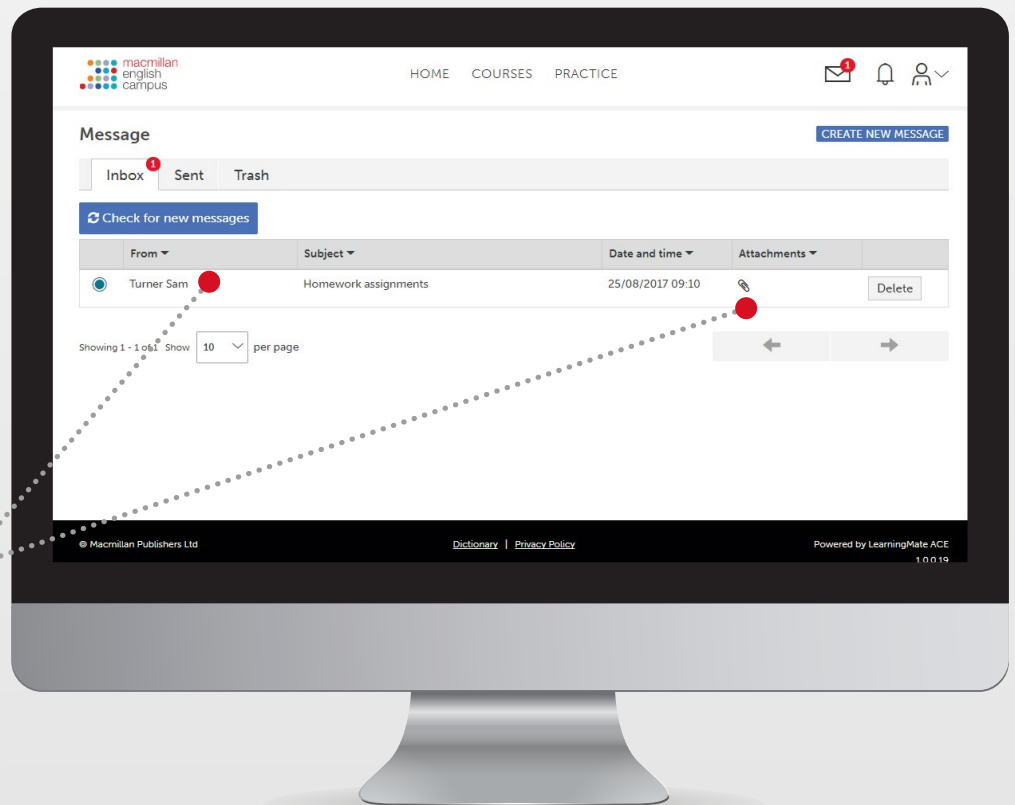 macmillan
english
campus
HOME COURSES PRACTICE
1
Message
CREATE NEW MESSAGE
Inbox 1 Sent Trash
Check for new messages
From Subject Date and time Attachments
Turner Sam Homework assignments 25/08/2017 09:10 Delete
Showing 1 - 1 of 1 Show 10 per page
© Macmillan Publishers Ltd Dictionary | Privacy Policy Powered by LearningMate ACE
1.0.0.19